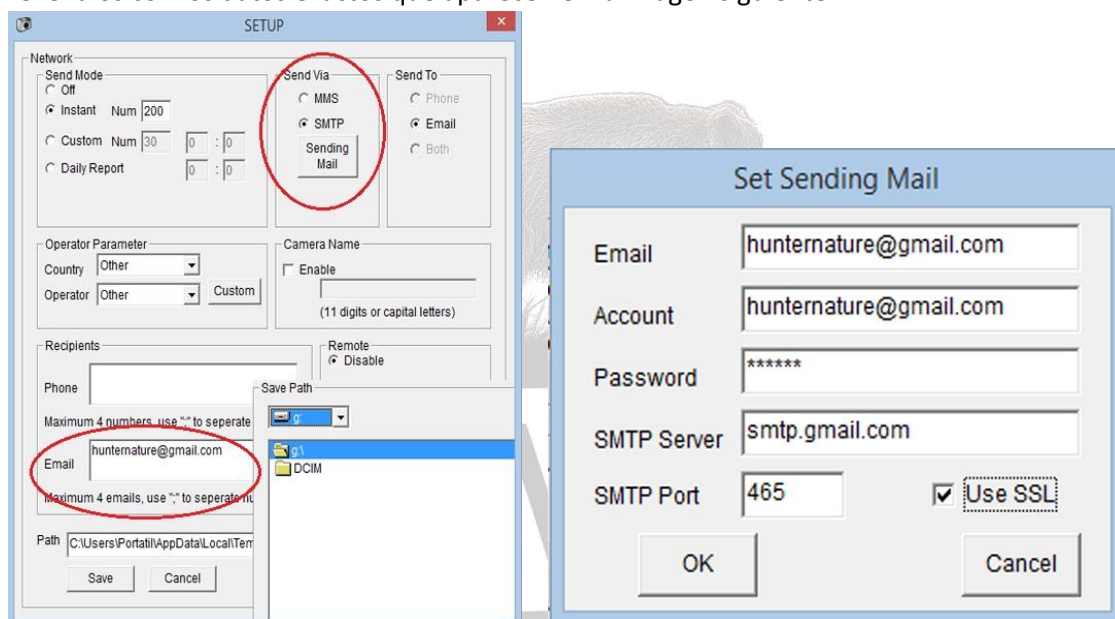 SETUP
Network
Send Mode
Off
Instant Num 200
Custom Num 30 0 : 0
Daily Report 0 : 0
Send Via
MMS
SMTP
Sending
Mail
Send To
Phone
Email
Both
Operator Parameter
Country Other
Operator Other Custom
Camera Name
Enable
(11 digits or capital letters)
Recipients
Phone
Maximum 4 numbers, use ";" to seperate
Email hunternature@gmail.com
Maximum 4 emails, use ";" to seperate nu
Remote
Disable
Save Path
g:
g:\
DCIM
Path C:\Users\Portatil\AppData\Local\Tem
Save Cancel
Set Sending Mail
Email hunternature@gmail.com
Account hunternature@gmail.com
Password ******
SMTP Server smtp.gmail.com
SMTP Port 465 Use SSL
OK Cancel